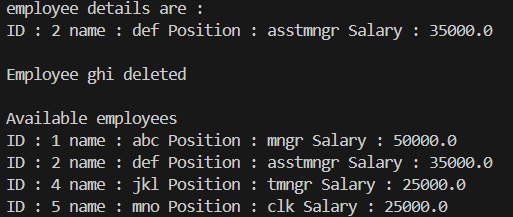 employee details are :
ID : 2 name : def Position : asstmngr Salary : 35000.0
Employee ghi deleted
Available employees
ID : 1 name : abc Position : mngr Salary : 50000.0
ID : 2 name : def Position : asstmngr Salary : 35000.0
ID : 4 name : jkl Position : tmngr Salary : 25000.0
ID : 5 name : mno Position : clk Salary : 25000.0